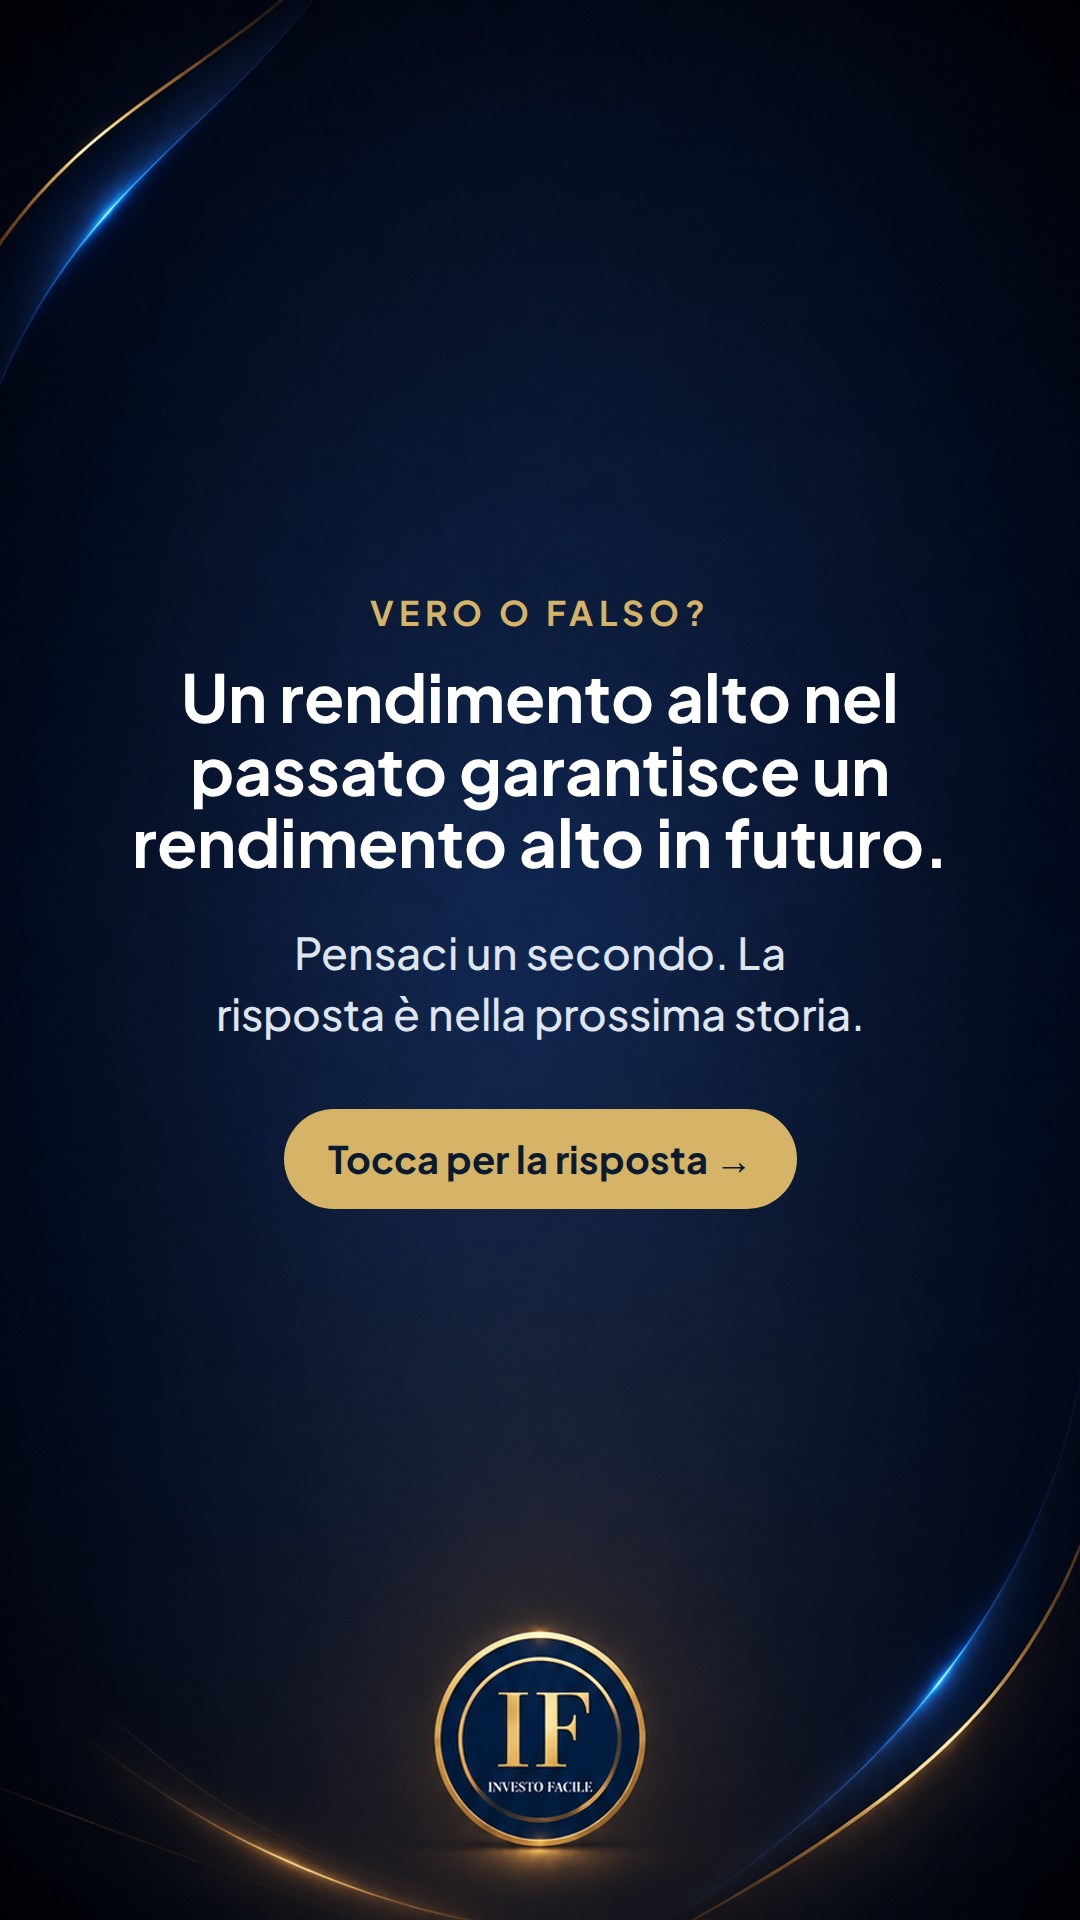 VERO O FALSO?
Un rendimento alto nel
passato garantisce un
rendimento alto in futuro.
Pensaci un secondo. La
risposta è nella prossima storia.
Tocca per la risposta →
IF
INVESTO FACILE